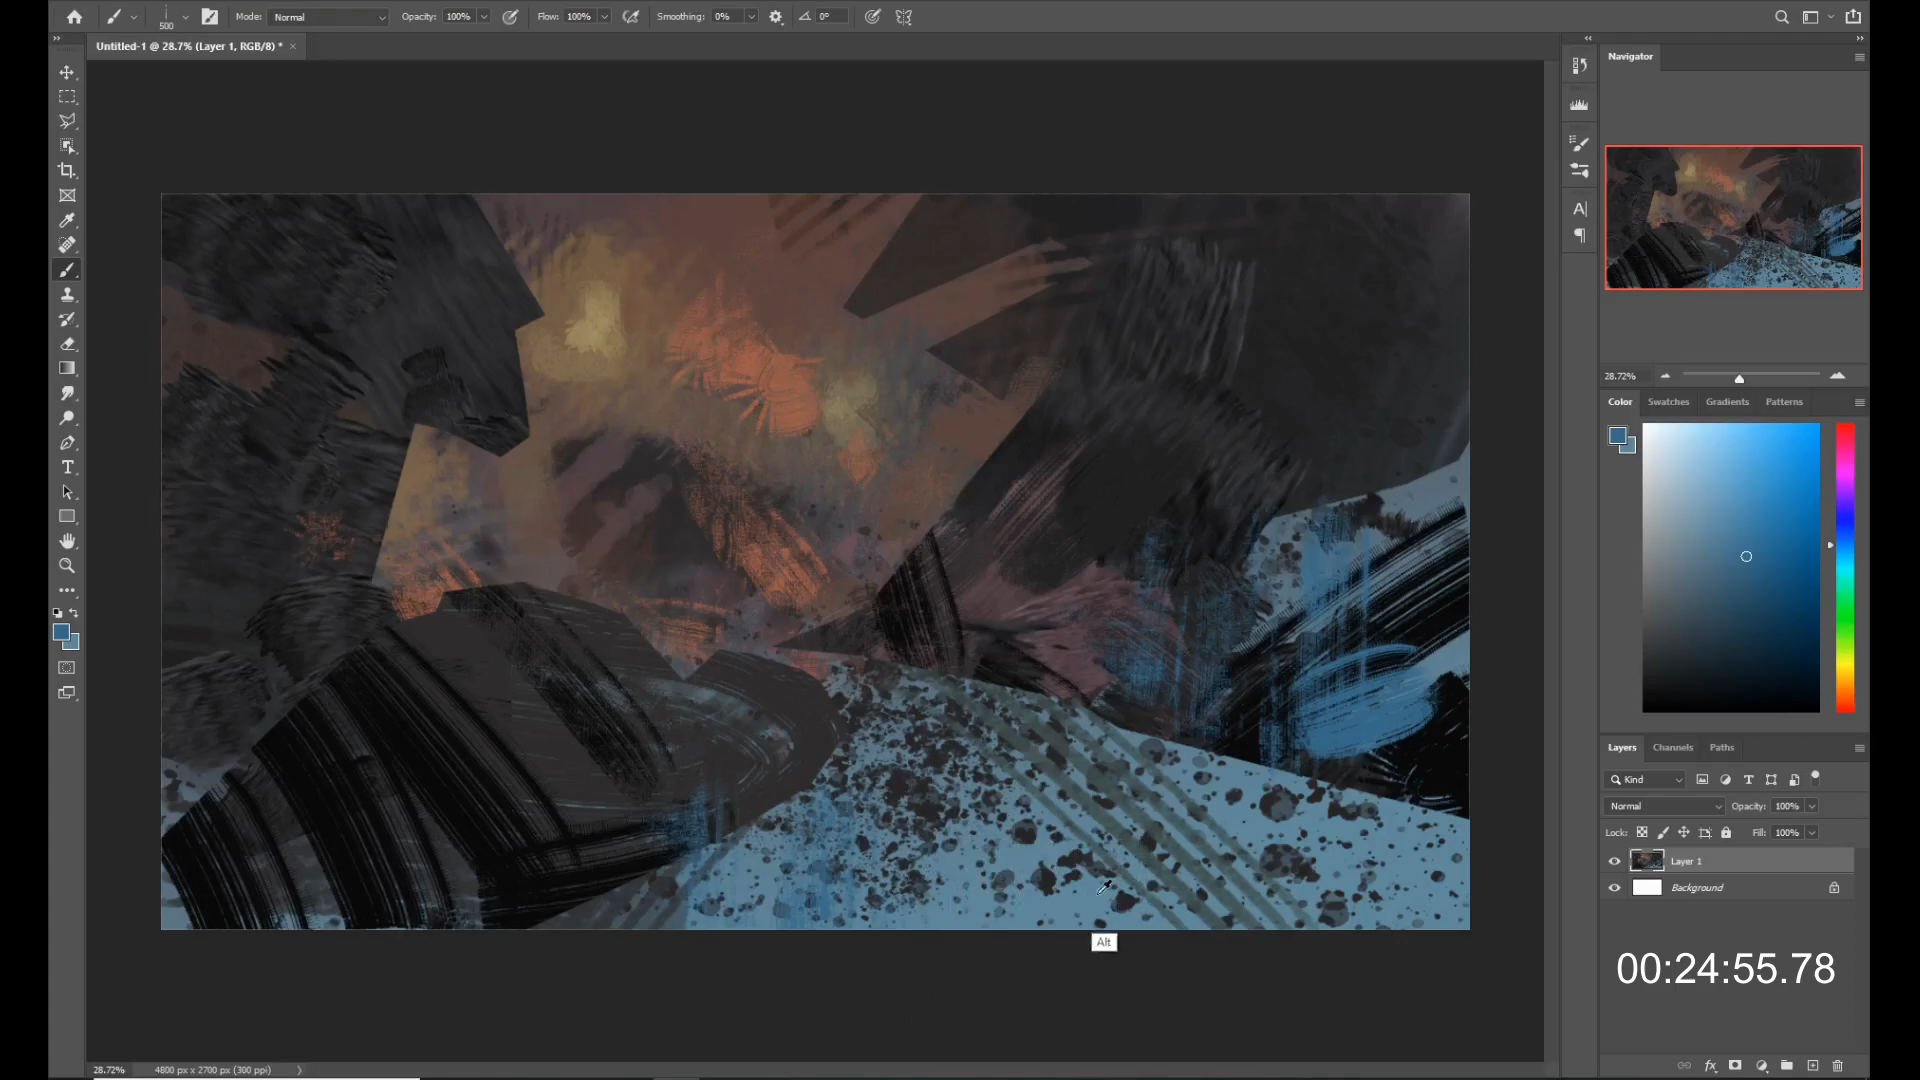 500
Mode: Normal
Opacity: 100%
Flow: 100%
Smoothing: 0%
0°
Untitled-1 @ 28.7% (Layer 1, RGB/8) *
Navigator
28.72%
Color Swatches Gradients Patterns
Layers Channels Paths
Kind
Normal Opacity: 100%
Lock: Fill: 100%
Layer 1
Background
Alt
00:24:55.78
28.72% 4800 px x 2700 px (300 ppi)